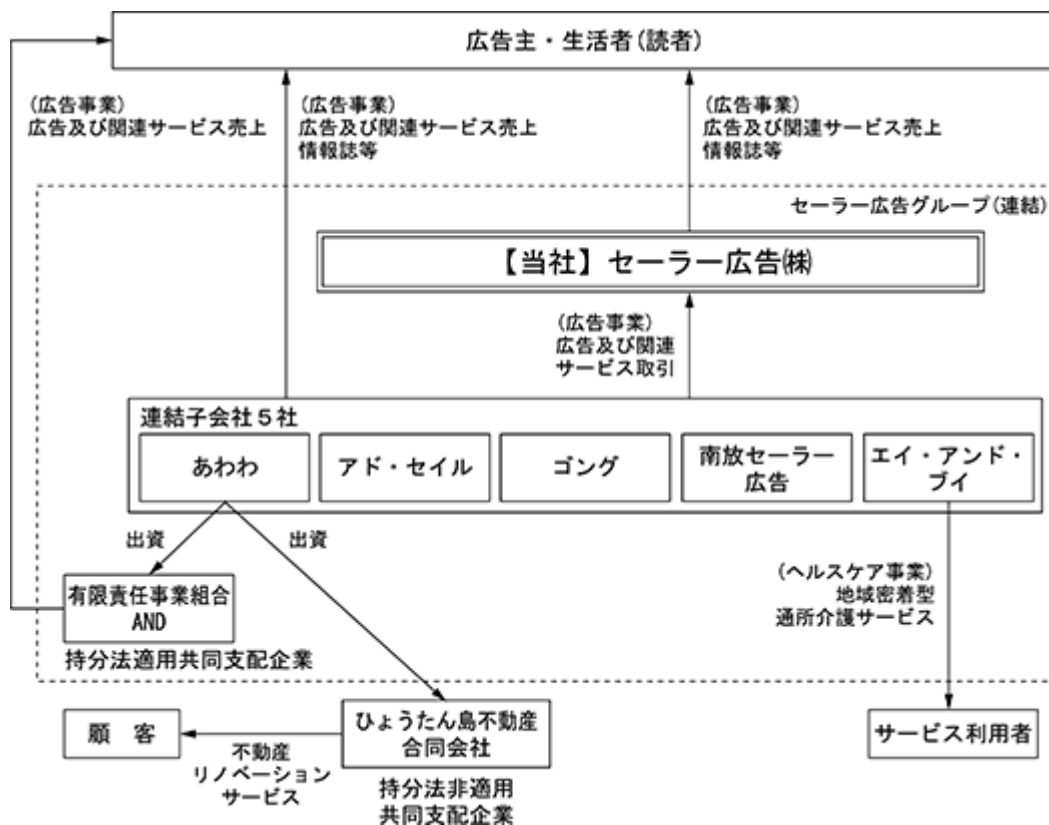 広告主・生活者(読者)
(広告事業)
広告及び関連サービス売上
(広告事業)
広告及び関連サービス売上
情報誌等
(広告事業)
広告及び関連サービス売上
情報誌等
セーラー広告グループ(連結)
【当社】セーラー広告㈱
(広告事業)
広告及び関連
サービス取引
連結子会社5社
あわわ
アド・セイル
ゴング
南放セーラー
広告
エイ・アンド・
ブイ
出資
出資
有限責任事業組合
AND
持分法適用共同支配企業
(ヘルスケア事業)
地域密着型
通所介護サービス
顧 客
不動産
リノベーション
サービス
ひょうたん島不動産
合同会社
持分法非適用
共同支配企業
サービス利用者